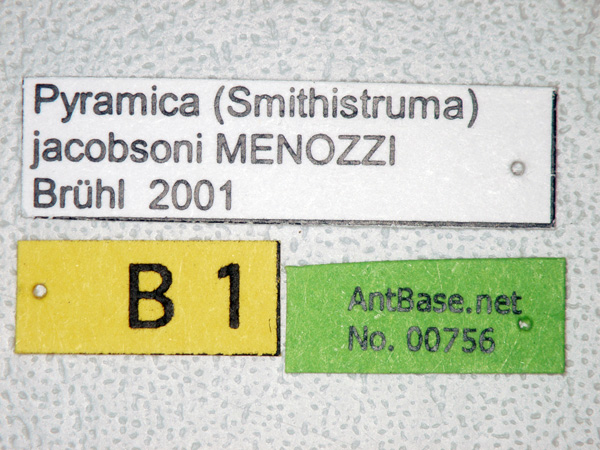 Pyramica (Smithistruma)
jacobsoni MENOZZI
Brühl 2001
B 1
AntBase.net
No. 00756